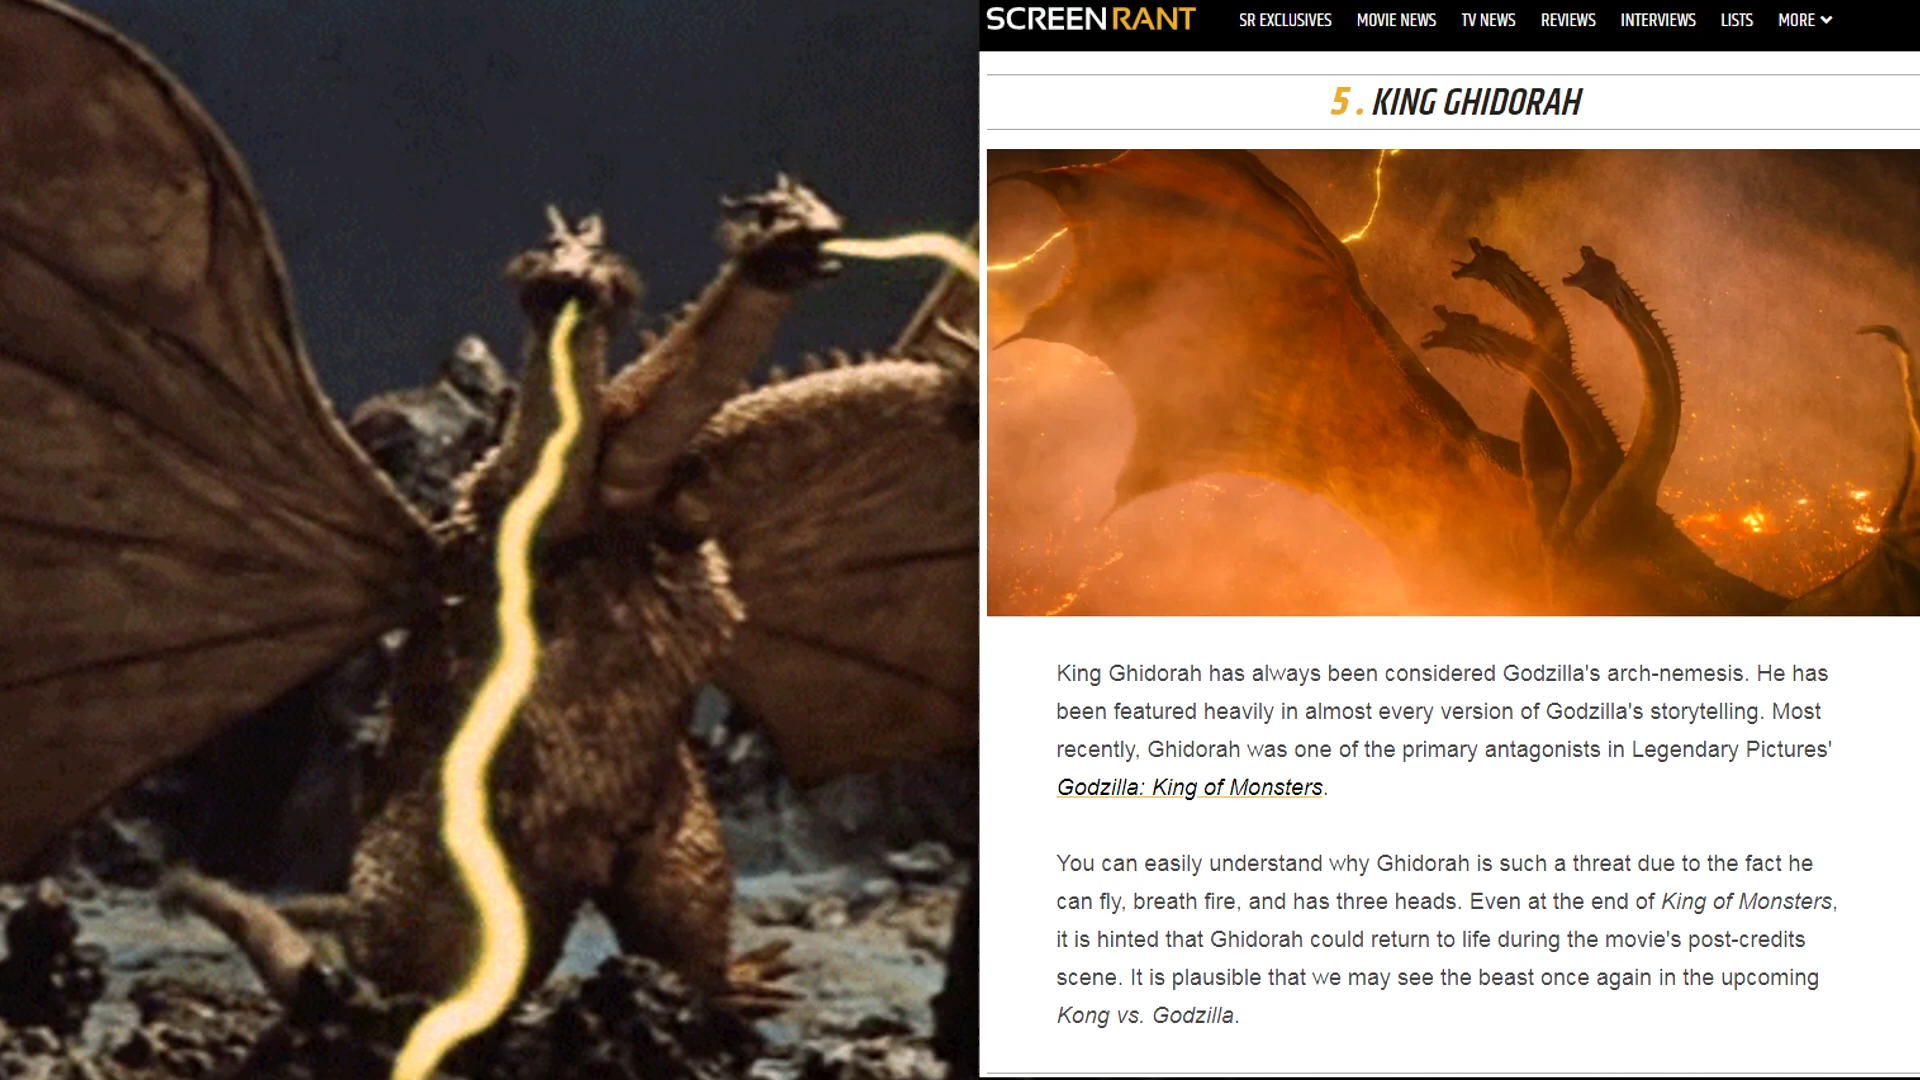 SCREENRANT SR EXCLUSIVES MOVIE NEWS TV NEWS REVIEWS INTERVIEWS LISTS MORE
5. KING GHIDORAH
King Ghidorah has always been considered Godzilla's arch-nemesis. He has
been featured heavily in almost every version of Godzilla's storytelling. Most
recently, Ghidorah was one of the primary antagonists in Legendary Pictures'
Godzilla: King of Monsters.
You can easily understand why Ghidorah is such a threat due to the fact he
can fly, breath fire, and has three heads. Even at the end of King of Monsters,
it is hinted that Ghidorah could return to life during the movie's post-credits
scene. It is plausible that we may see the beast once again in the upcoming
Kong vs. Godzilla.